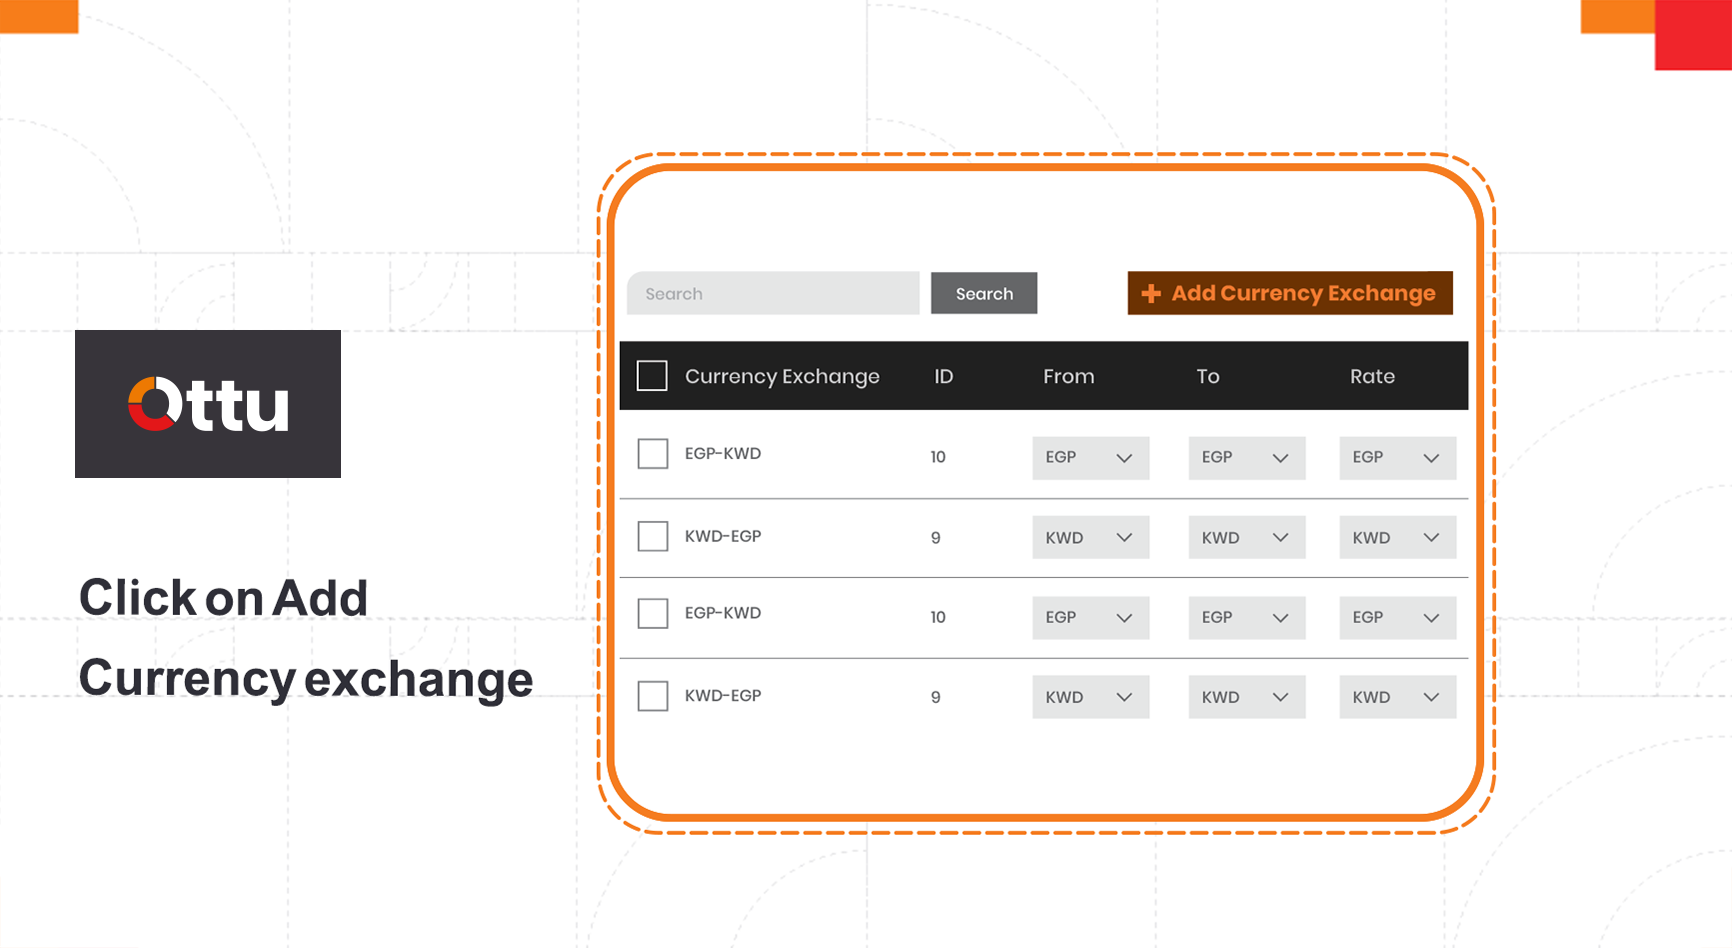 Ottu
Click on Add
Currency exchange
Search Search + Add Currency Exchange
Currency Exchange ID From To Rate
EGP-KWD 10 EGP EGP EGP
KWD-EGP 9 KWD KWD KWD
EGP-KWD 10 EGP EGP EGP
KWD-EGP 9 KWD KWD KWD